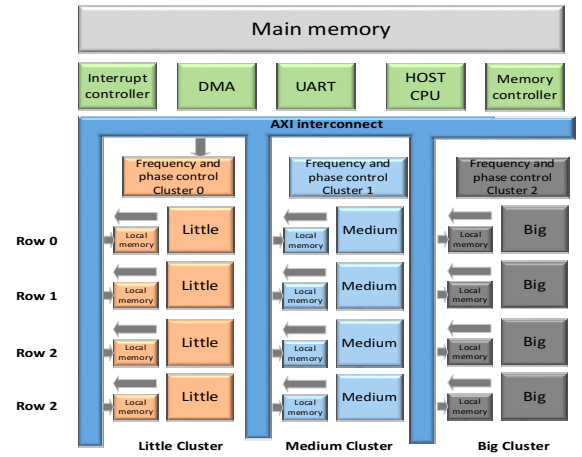 Main memory
Interrupt
controller
DMA
UART
HOST
CPU
Memory
controller
AXI interconnect
Frequency and
phase control
Cluster 0
Frequency and
phase control
Cluster 1
Frequency and
phase control
Cluster 2
Row 0
Local
memory
Little
Local
memory
Medium
Local
memory
Big
Row 1
Local
memory
Little
Local
memory
Medium
Local
memory
Big
Row 2
Local
memory
Little
Local
memory
Medium
Local
memory
Big
Row 2
Local
memory
Little
Local
memory
Medium
Local
memory
Big
Little Cluster
Medium Cluster
Big Cluster